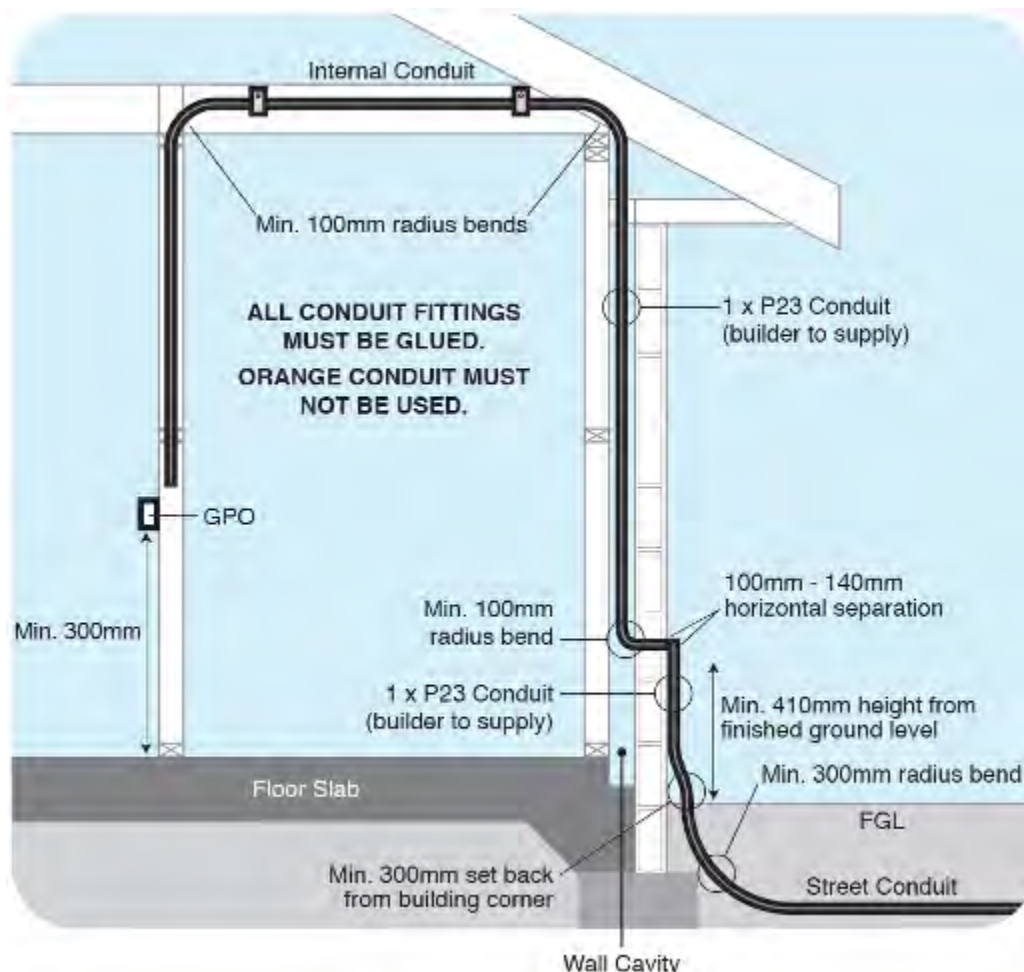 Internal Conduit
Min. 100mm radius bends
ALL CONDUIT FITTINGS
MUST BE GLUED.
ORANGE CONDUIT MUST
NOT BE USED.
1 x P23 Conduit
(builder to supply)
GPO
Min. 300mm
Min. 100mm
radius bend
100mm - 140mm
horizontal separation
1 x P23 Conduit
(builder to supply)
Min. 410mm height from
finished ground level
Min. 300mm radius bend
Floor Slab
FGL
Min. 300mm set back
from building corner
Street Conduit
Wall Cavity